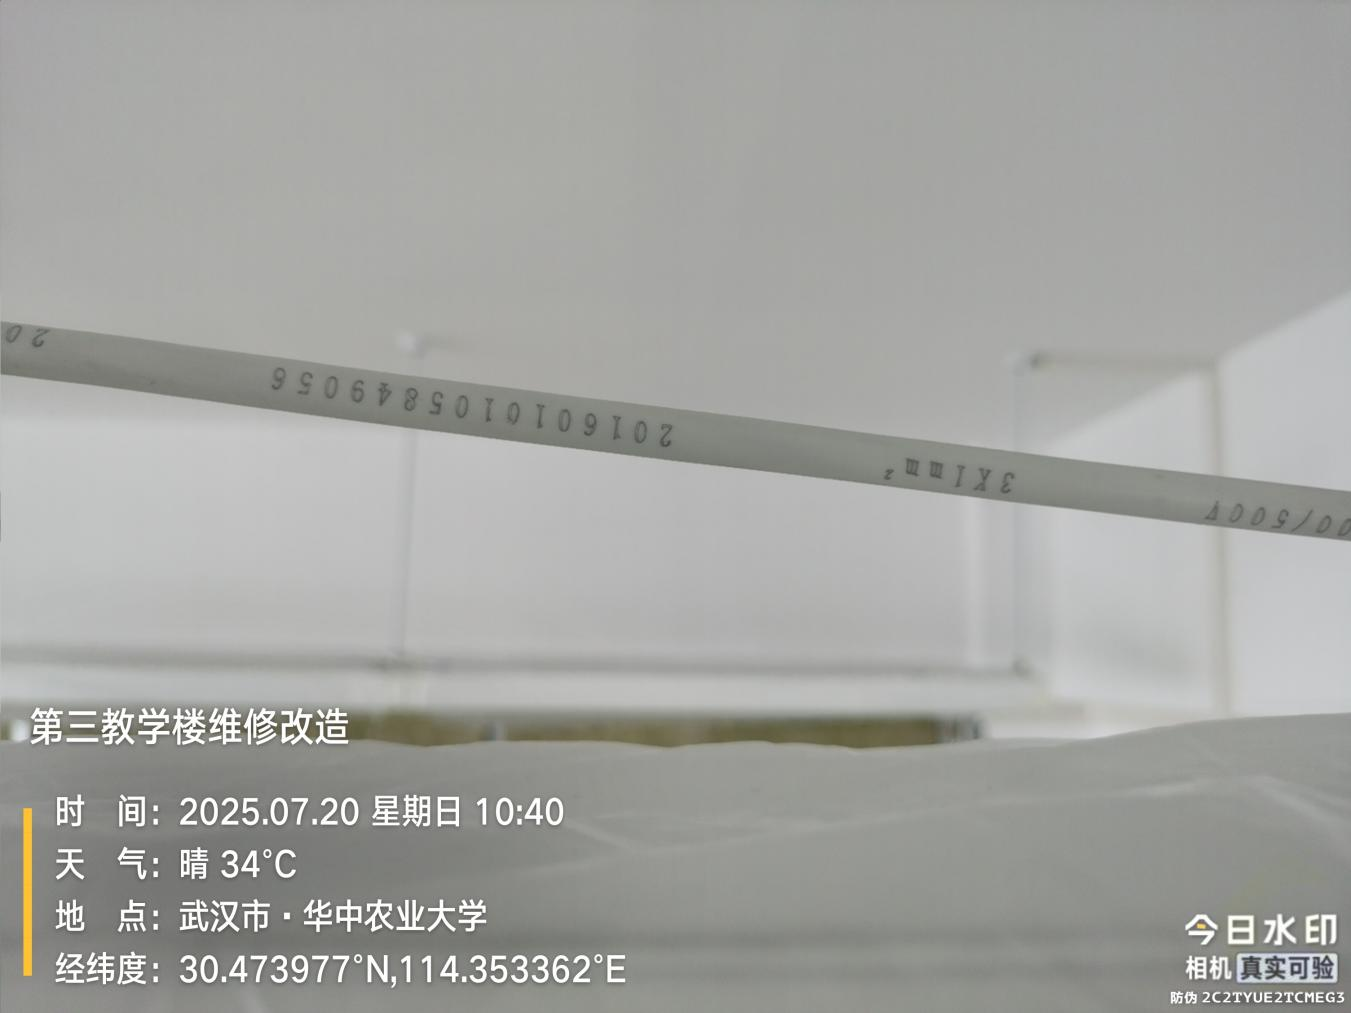 00/500V 3X1mm² 2016010105849056 20
第三教学楼维修改造
时 间：2025.07.20 星期日 10:40
天 气：晴 34°C
地 点：武汉市·华中农业大学
经纬度：30.473977°N,114.353362°E
今日水印
相机 真实可验
防伪 2C2TYUE2TCMEG3